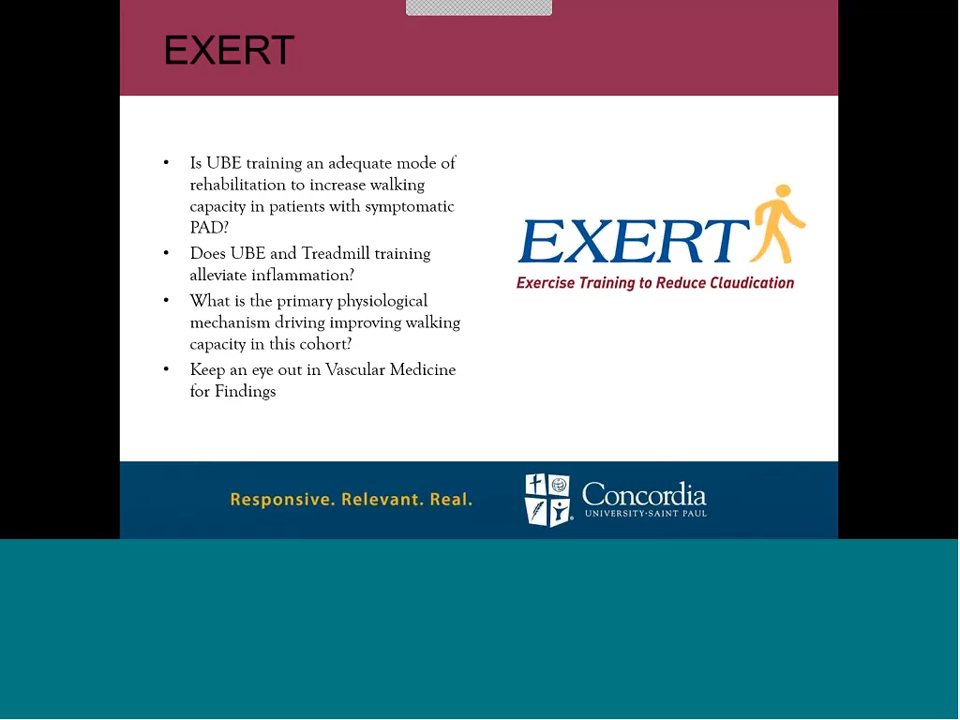 EXERT
• Is UBE training an adequate mode of
rehabilitation to increase walking
capacity in patients with symptomatic
PAD?
• Does UBE and Treadmill training
alleviate inflammation?
• What is the primary physiological
mechanism driving improving walking
capacity in this cohort?
• Keep an eye out in Vascular Medicine
for Findings
EXERT
Exercise Training to Reduce Claudication
Responsive. Relevant. Real.
Concordia
UNIVERSITY·SAINT PAUL